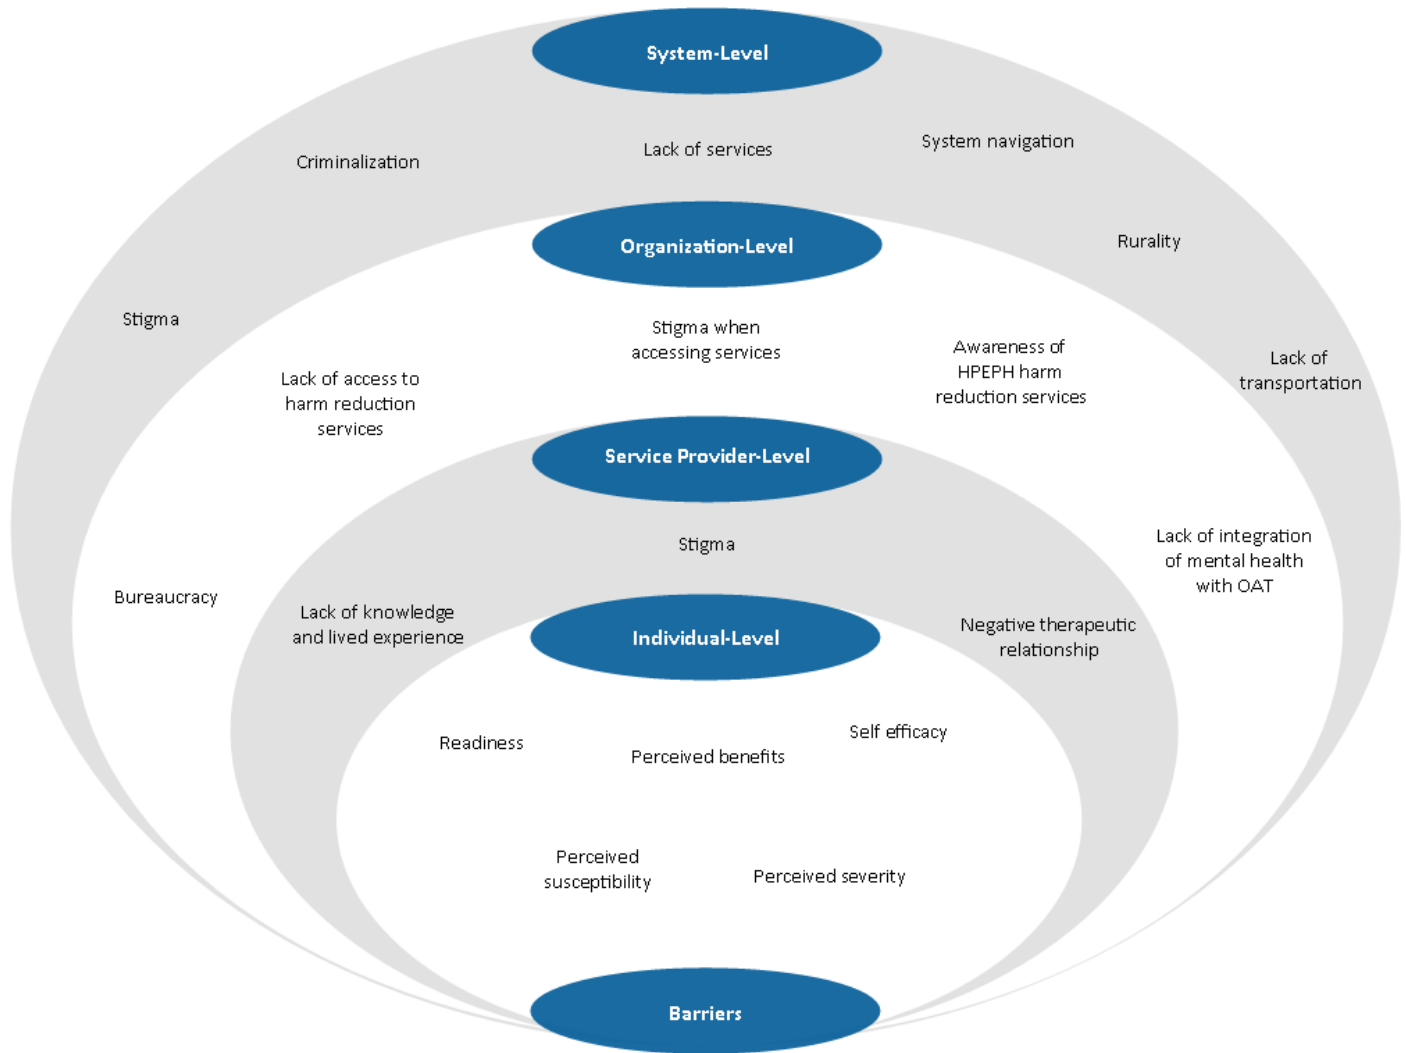 System-Level
Criminalization
Lack of services
System navigation
Rurality
Stigma
Lack of
transportation
Organization-Level
Stigma when
accessing services
Awareness of
HPEPH harm
reduction services
Lack of access to
harm reduction
services
Bureaucracy
Lack of integration
of mental health
with OAT
Service Provider-Level
Stigma
Lack of knowledge
and lived experience
Negative therapeutic
relationship
Individual-Level
Readiness
Perceived benefits
Self efficacy
Perceived
susceptibility
Perceived severity
Barriers